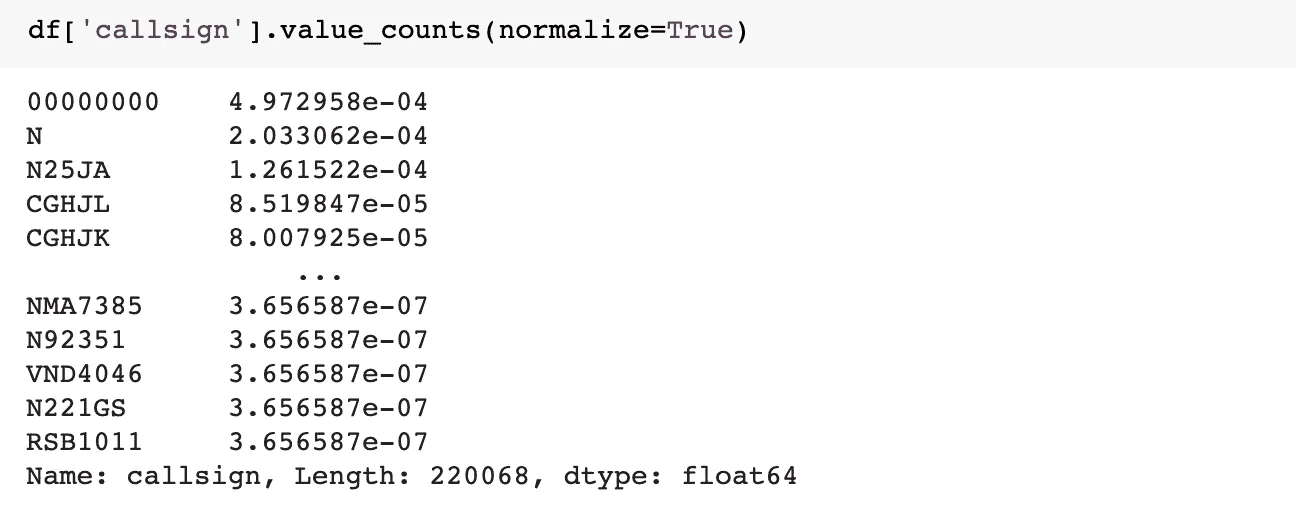 df['callsign'].value_counts(normalize=True)
00000000 4.972958e-04
N 2.033062e-04
N25JA 1.261522e-04
CGHJL 8.519847e-05
CGHJK 8.007925e-05
...
NMA7385 3.656587e-07
N92351 3.656587e-07
VND4046 3.656587e-07
N221GS 3.656587e-07
RSB1011 3.656587e-07
Name: callsign, Length: 220068, dtype: float64